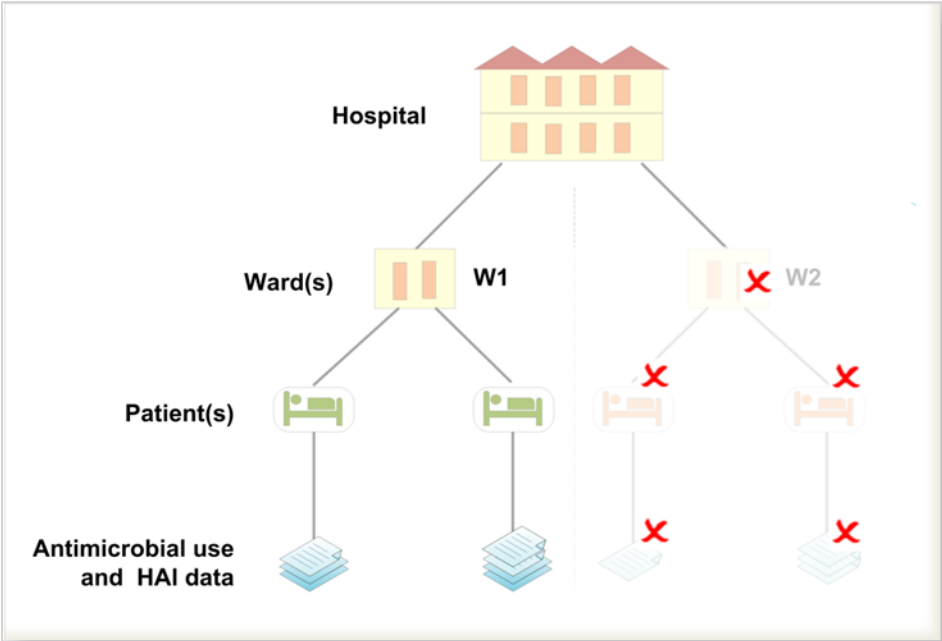 Hospital
Ward(s)
W1
W2
Patient(s)
Antimicrobial use
and HAI data